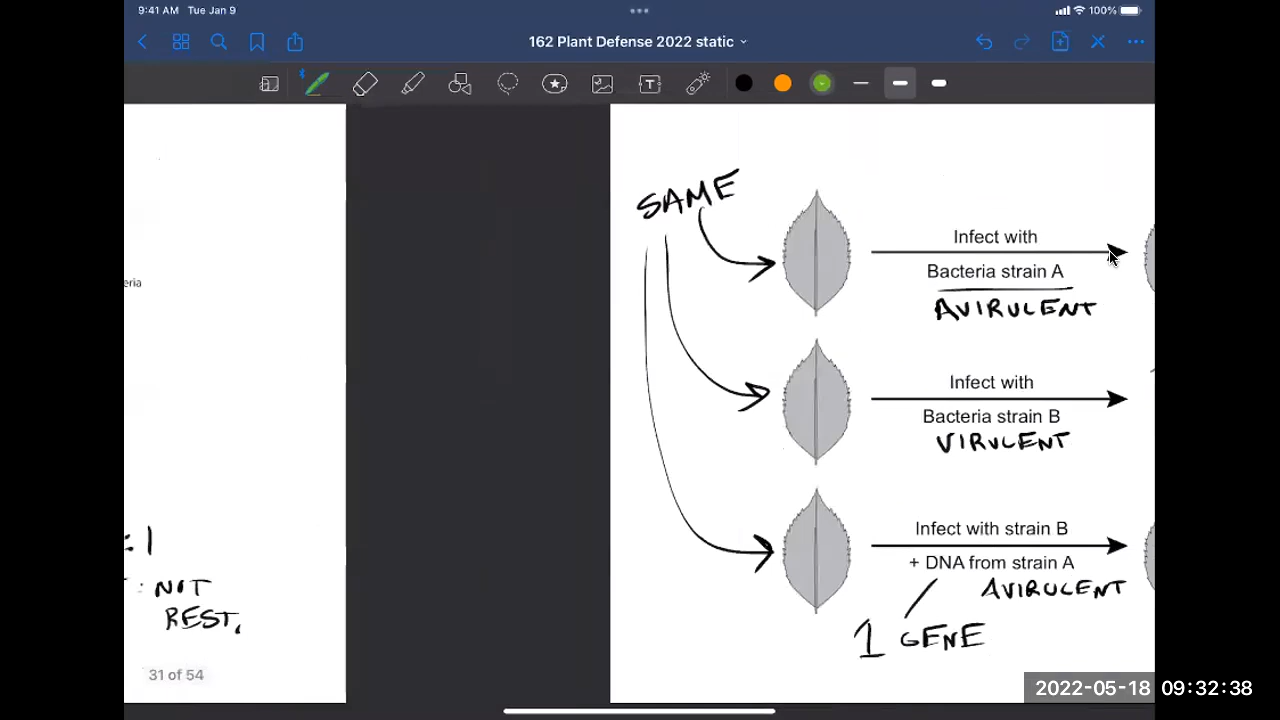 9:41 AM Tue Jan 9
100%
162 Plant Defense 2022 static
T
SAME
Infect with
Bacteria strain A
AVIRULENT
eria
Infect with
Bacteria strain B
VIRULENT
: 1
: NOT
REST.
Infect with strain B
+ DNA from strain A
AVIRULENT
1 GENE
31 of 54
2022-05-18 09:32:38